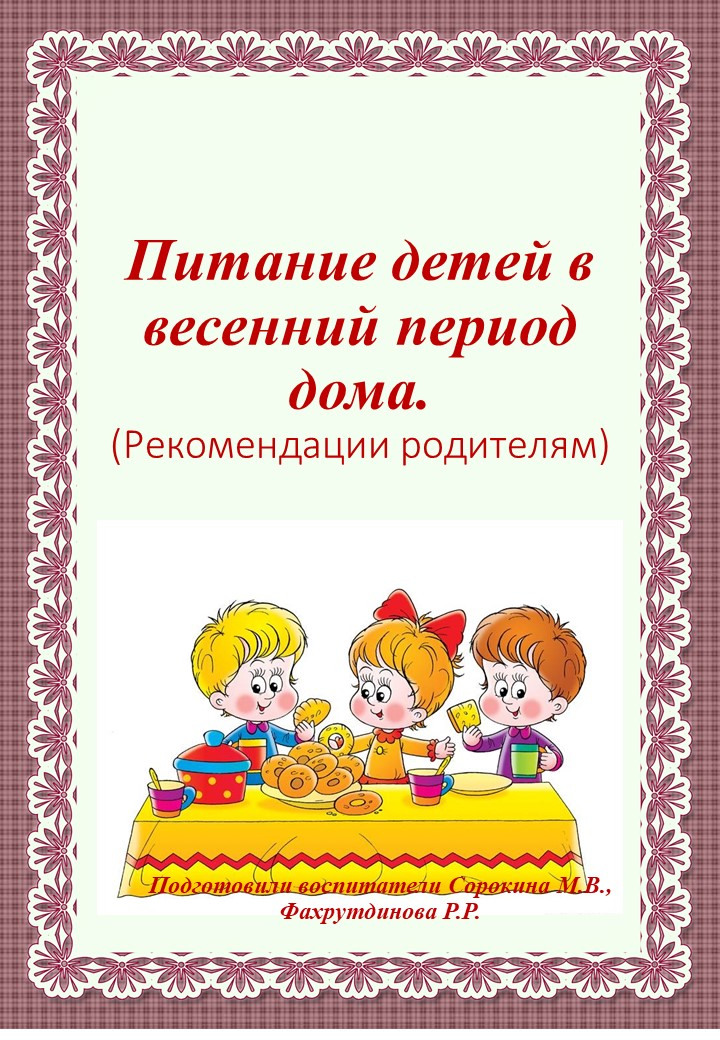 Питание детей в
весенний период
дома.
(Рекомендации родителям)
Подготовили воспитатели Сорокина М.В.,
Фахрутдинова Р.Р.